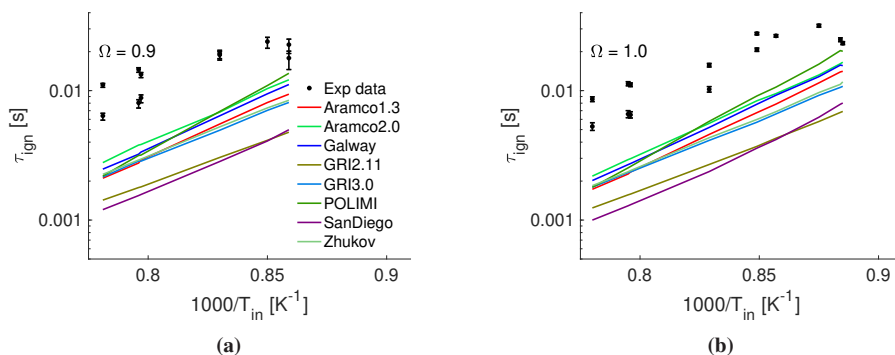 Ω = 0.9
0.01
0.001
τign [s]
0.8
0.85
0.9
1000/Tin [K-1]
Exp data
Aramco1.3
Aramco2.0
Galway
GRI2.11
GRI3.0
POLIMI
SanDiego
Zhukov
(a)
Ω = 1.0
0.01
0.001
τign [s]
0.8
0.85
0.9
1000/Tin [K-1]
(b)